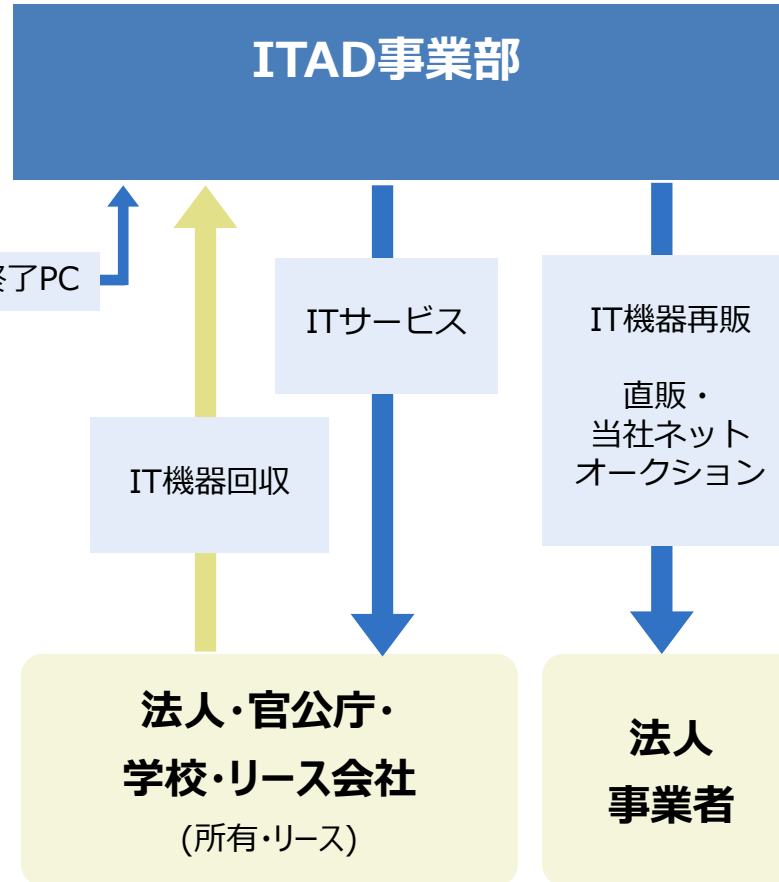 ITAD事業部
終了PC
ITサービス
IT機器再販
直販・
当社ネット
オークション
IT機器回収
法人・官公庁・
学校・リース会社
(所有・リース)
法人
事業者